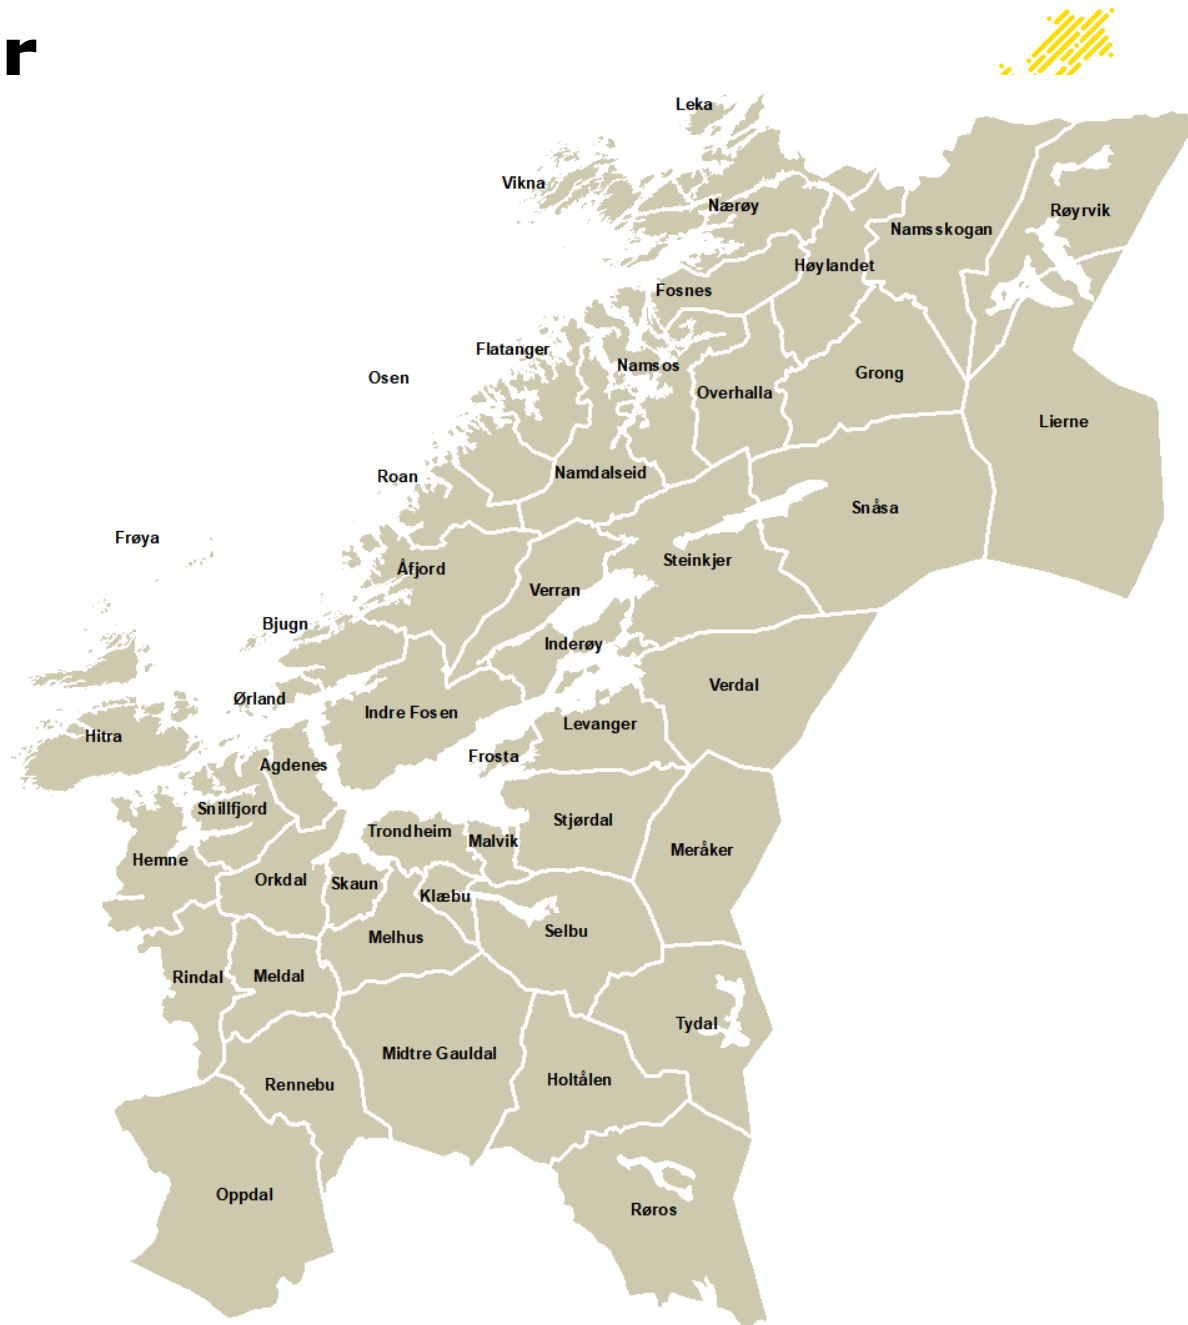 r
Leka
Vikna
Nærøy
Røyrvik
Namsskogan
Høylandet
Fosnes
Flatanger
Namsos
Osen
Grong
Overhalla
Lierne
Roan
Namdalseid
Snåsa
Frøya
Steinkjer
Åfjord
Verran
Bjugn
Inderøy
Verdal
Ørland
Indre Fosen
Levanger
Hitra
Frosta
Agdenes
Snillfjord
Stjørdal
Trondheim
Malvik
Meråker
Hemne
Orkdal
Skaun
Klæbu
Selbu
Melhus
Rindal
Meldal
Tydal
Midtre Gauldal
Holtålen
Rennebu
Oppdal
Røros